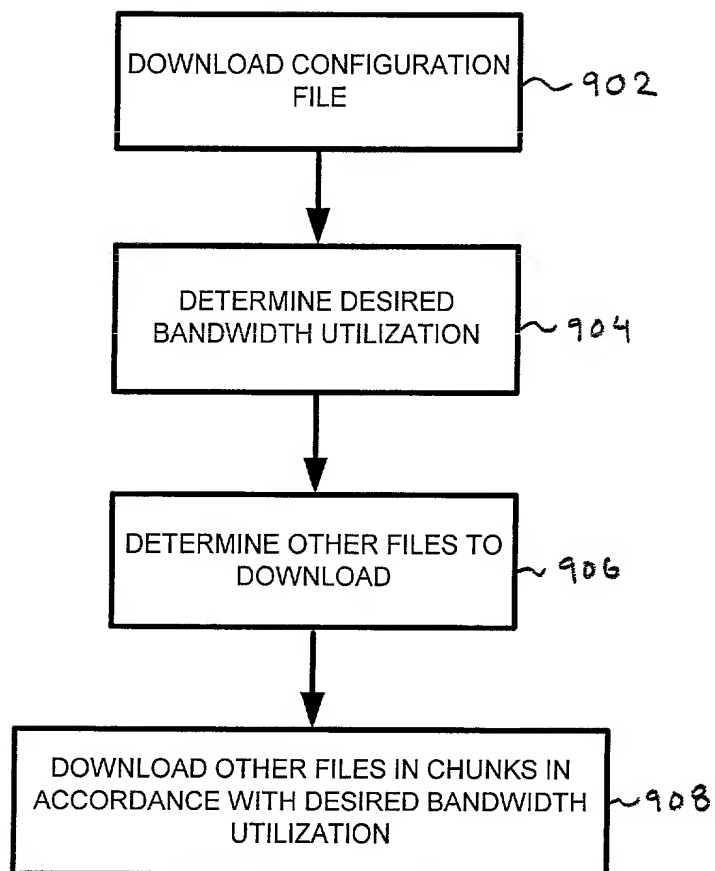 DOWNLOAD CONFIGURATION
FILE
902
DETERMINE DESIRED
BANDWIDTH UTILIZATION
904
DETERMINE OTHER FILES TO
DOWNLOAD
906
DOWNLOAD OTHER FILES IN CHUNKS IN
ACCORDANCE WITH DESIRED BANDWIDTH
UTILIZATION
908